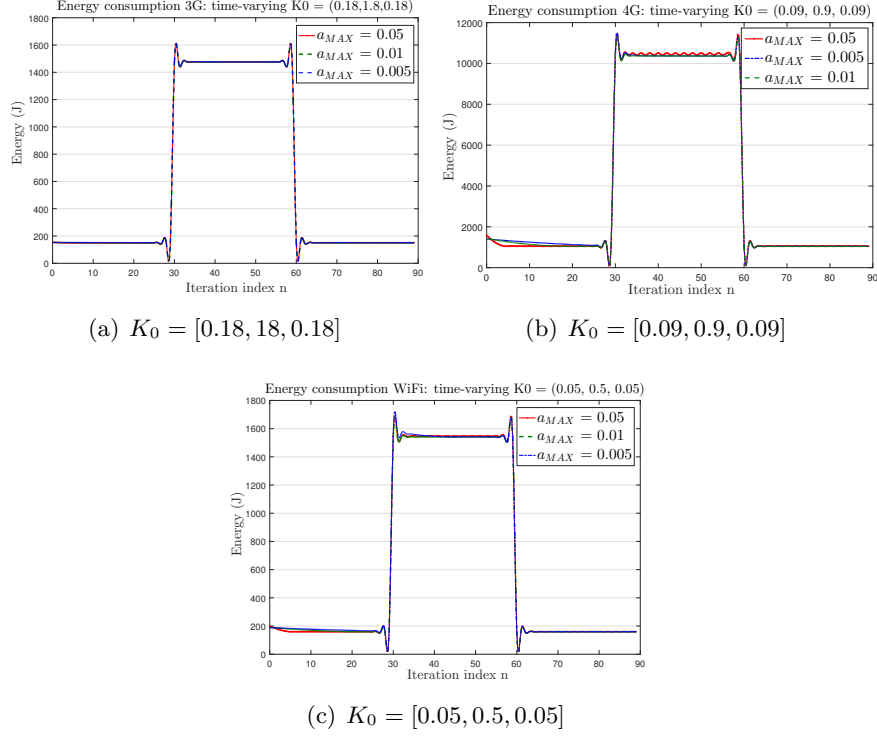 Energy consumption 3G: time-varying K0 = (0.18,1.8,0.18)
1800
1600
1400
1200
1000
800
600
400
200
0
Energy (J)
a_MAX = 0.05
a_MAX = 0.01
a_MAX = 0.005
0 10 20 30 40 50 60 70 80 90
Iteration index n
(a) K_0 = [0.18, 18, 0.18]
Energy consumption 4G: time-varying K0 = (0.09, 0.9, 0.09)
12000
10000
8000
6000
4000
2000
0
Energy (J)
a_MAX = 0.05
a_MAX = 0.005
a_MAX = 0.01
0 10 20 30 40 50 60 70 80 90
Iteration index n
(b) K_0 = [0.09, 0.9, 0.09]
Energy consumption WiFi: time-varying K0 = (0.05, 0.5, 0.05)
1800
1600
1400
1200
1000
800
600
400
200
0
Energy (J)
a_MAX = 0.05
a_MAX = 0.01
a_MAX = 0.005
0 10 20 30 40 50 60 70 80 90
Iteration index n
(c) K_0 = [0.05, 0.5, 0.05]